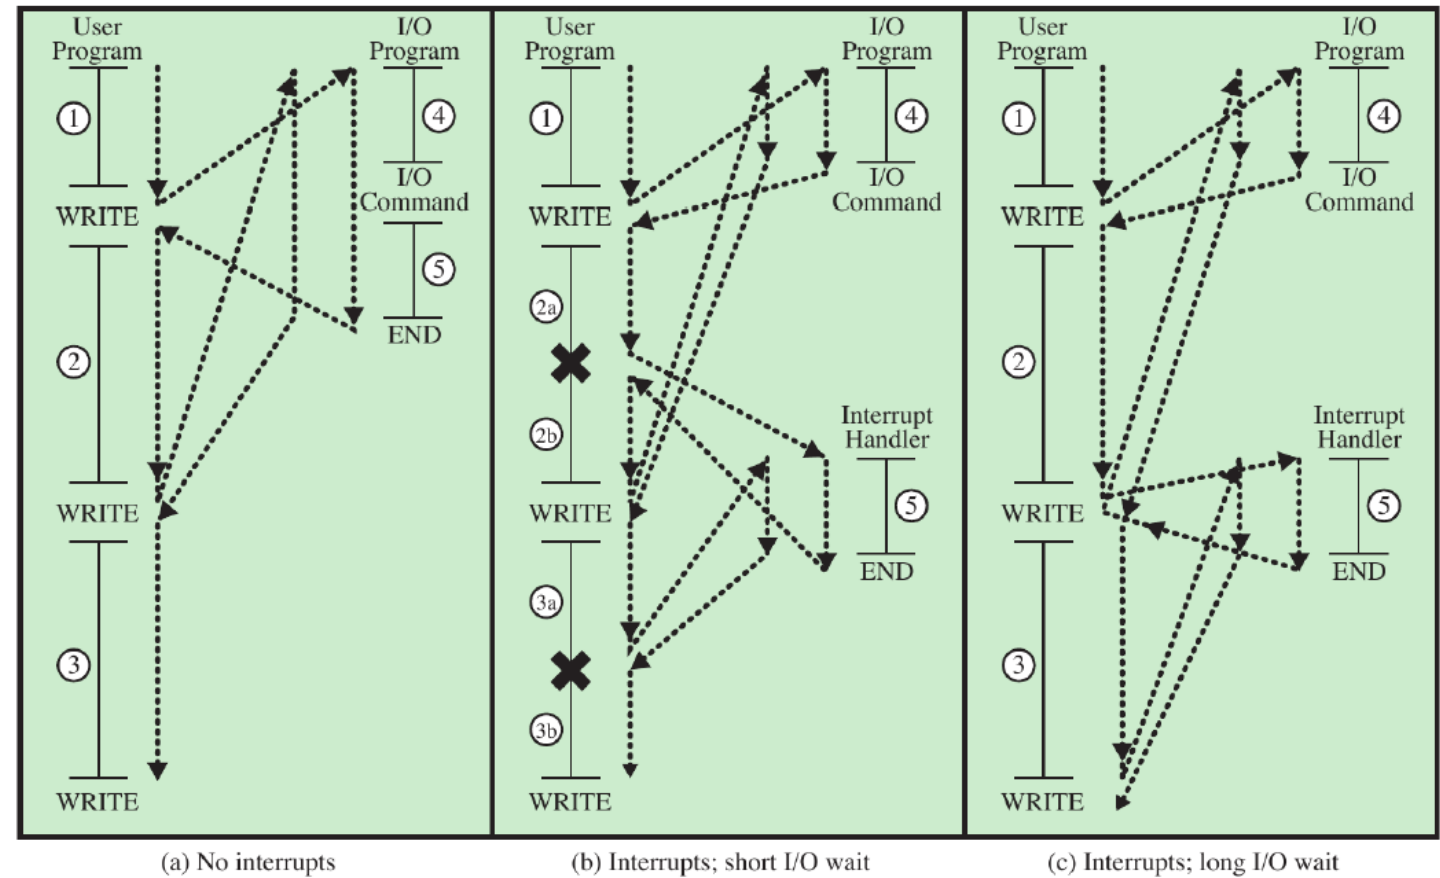 User
Program
I/O
Program
1
4
I/O
Command
WRITE
5
2
END
WRITE
3
WRITE
(a) No interrupts
User
Program
I/O
Program
1
4
I/O
Command
WRITE
2a
2b
Interrupt
Handler
WRITE
5
END
3a
3b
WRITE
(b) Interrupts; short I/O wait
User
Program
I/O
Program
1
4
I/O
Command
WRITE
2
Interrupt
Handler
WRITE
5
END
3
WRITE
(c) Interrupts; long I/O wait